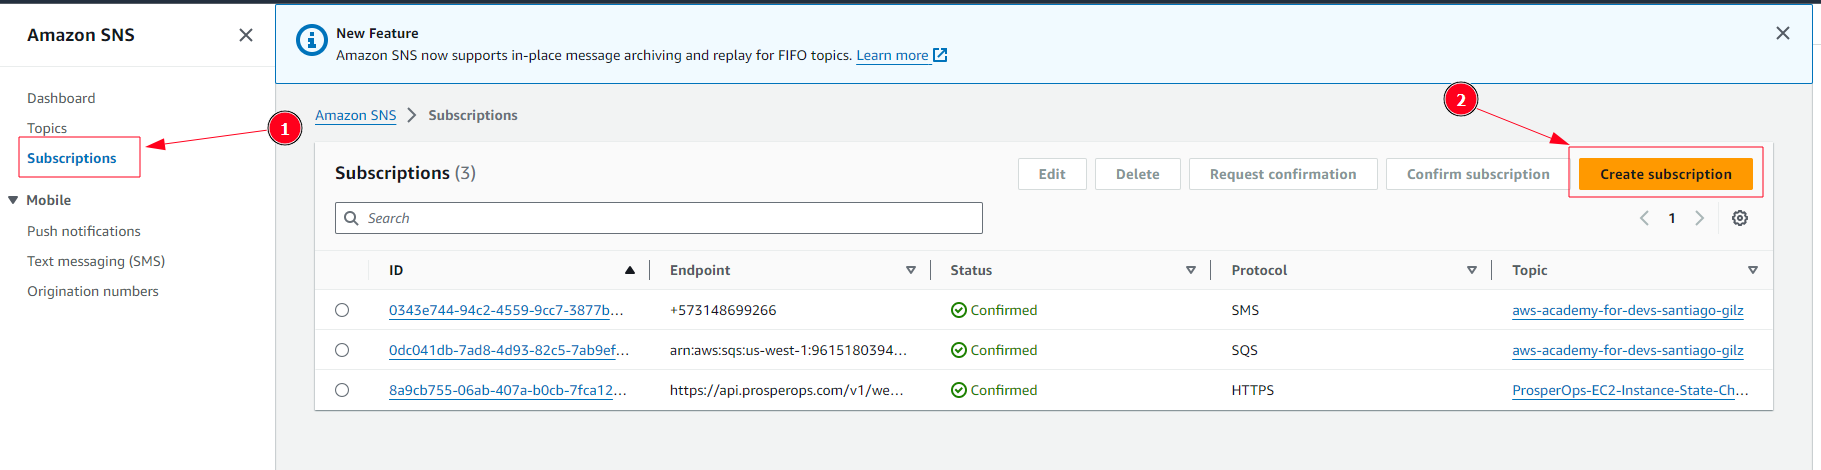 Amazon SNS
New Feature
Amazon SNS now supports in-place message archiving and replay for FIFO topics. Learn more
Dashboard
Topics
Subscriptions
Mobile
Push notifications
Text messaging (SMS)
Origination numbers
1
2
Amazon SNS > Subscriptions
Subscriptions (3)
Edit
Delete
Request confirmation
Confirm subscription
Create subscription
Search
1
ID Endpoint Status Protocol Topic
0343e744-94c2-4559-9cc7-3877b... +573148699266 Confirmed SMS aws-academy-for-devs-santiago-gilz
0dc041db-7ad8-4d93-82c5-7ab9ef... arn:aws:sqs:us-west-1:9615180394... Confirmed SQS aws-academy-for-devs-santiago-gilz
8a9cb755-06ab-407a-b0cb-7fca12... https://api.prosperops.com/v1/we... Confirmed HTTPS ProsperOps-EC2-Instance-State-Ch...